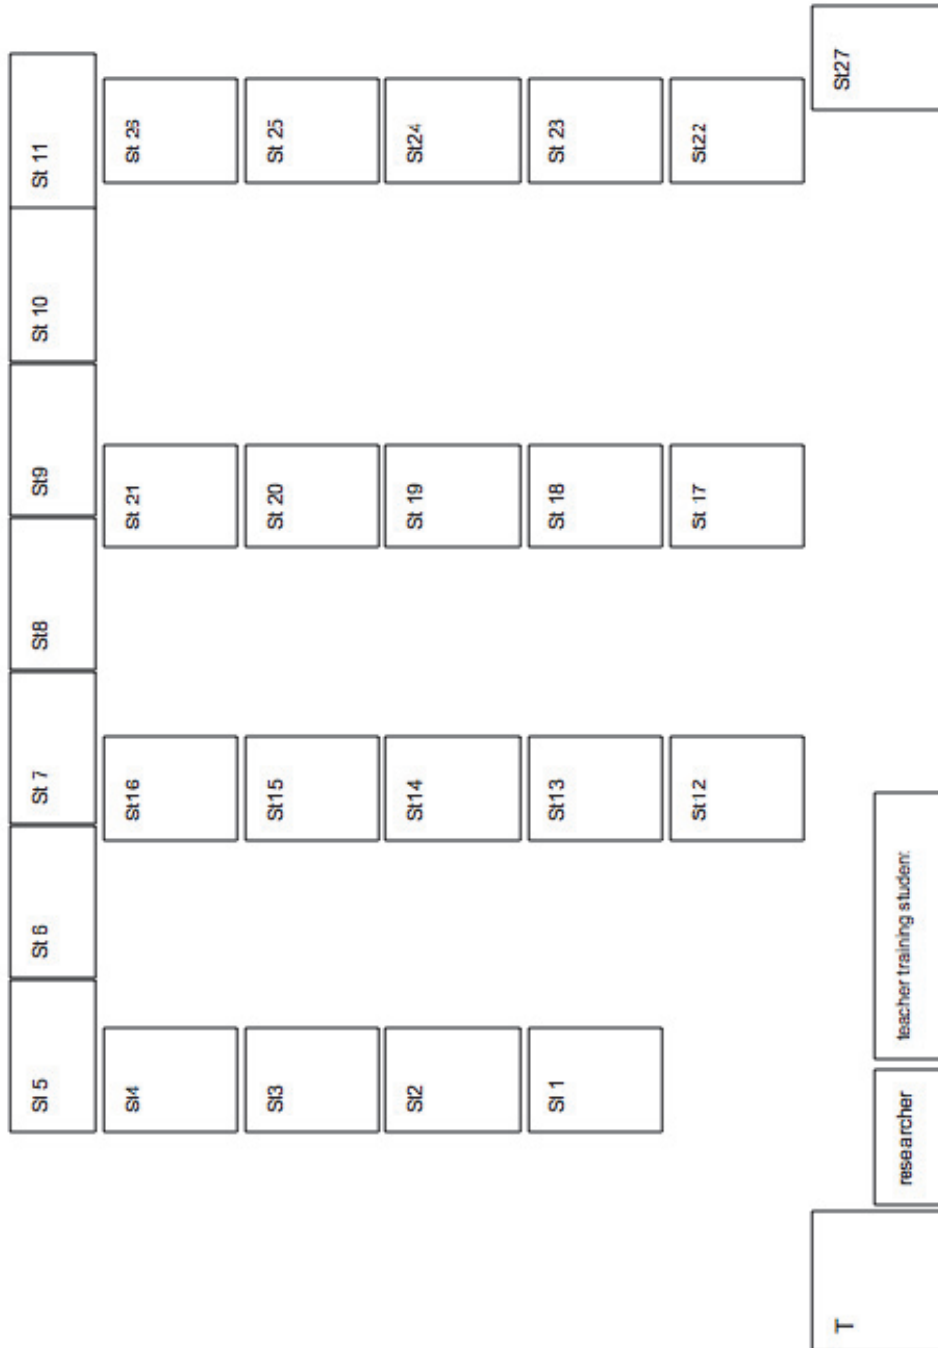 St 5
St 6
St 7
St8
St9
St 10
St 11
St4
St16
St 21
St 26
St3
St15
St 20
St 25
St2
St14
St 19
St24
St 1
St13
St 18
St 23
St12
St 17
St22
T
researcher
teacher training student
St27